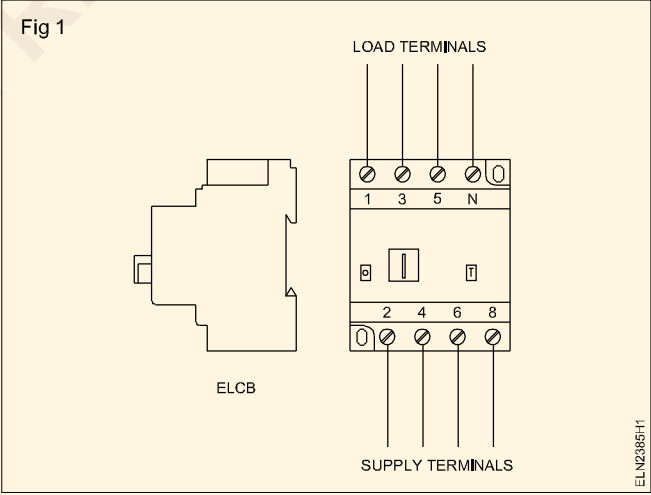 Fig 1
LOAD TERMINALS
1 3 5 N
T
2 4 6 8
ELCB
SUPPLY TERMINALS
ELN2385H1